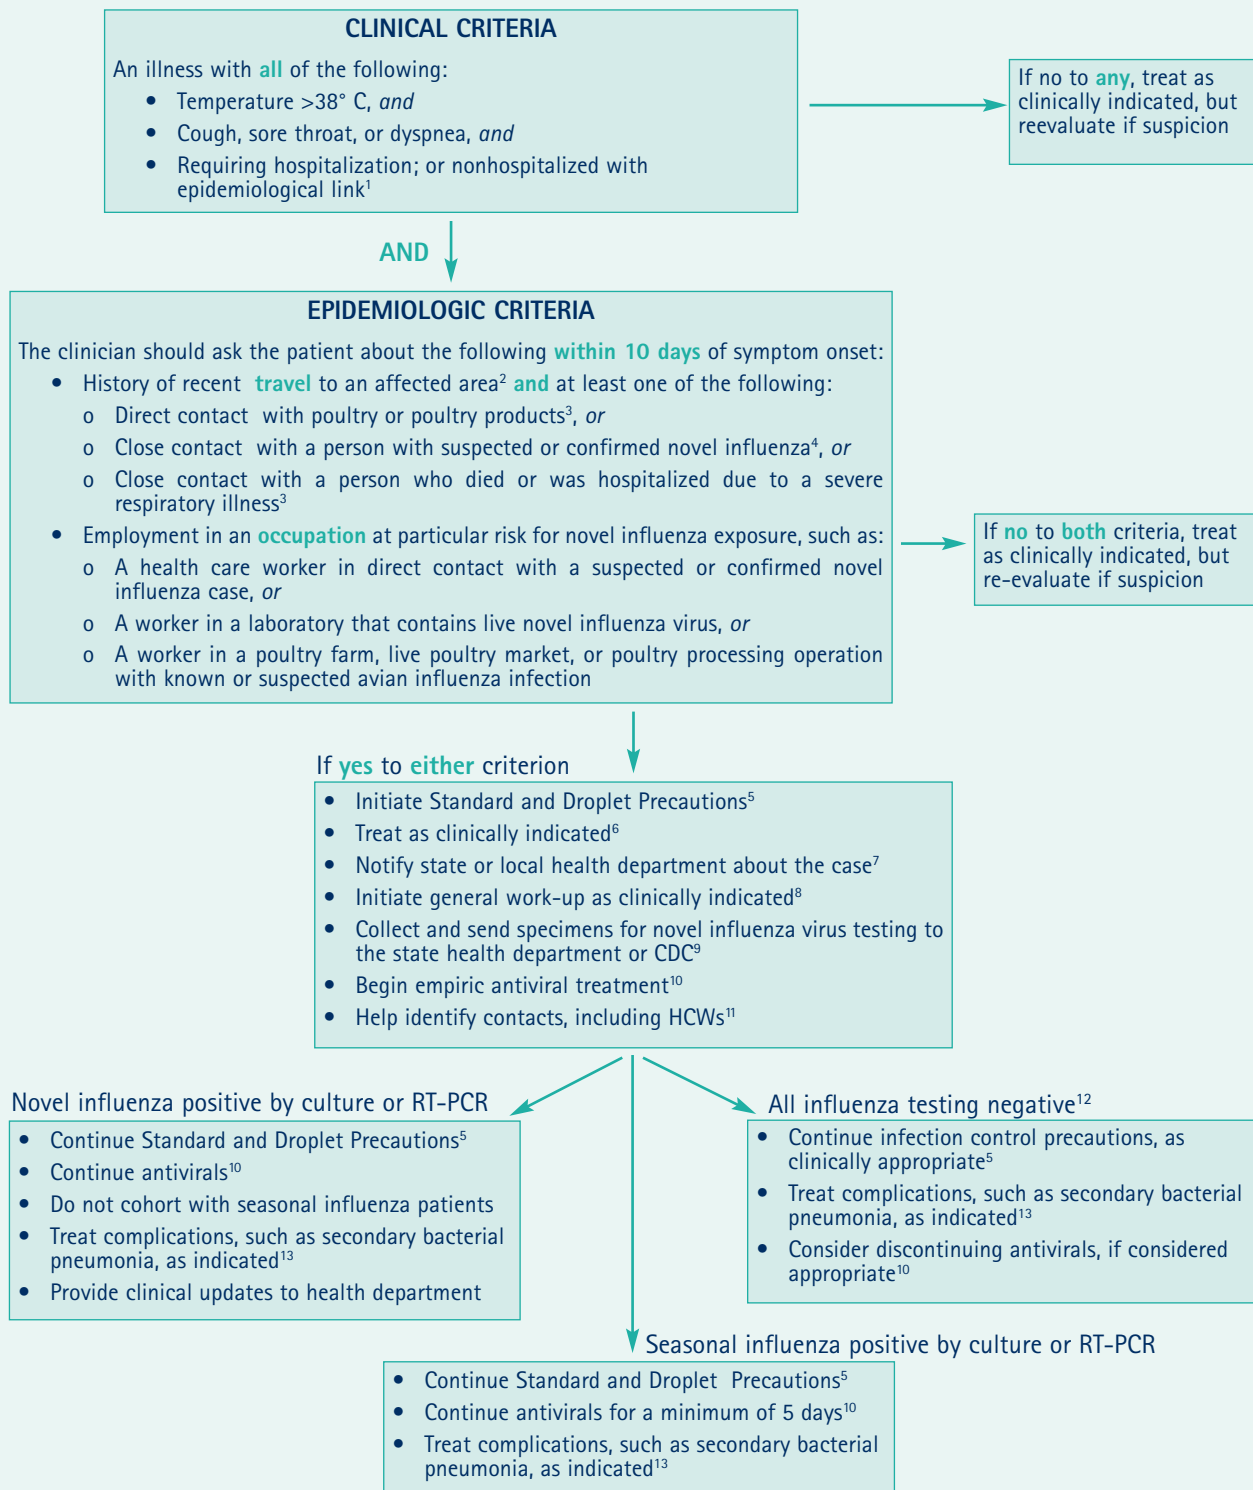 CLINICAL CRITERIA
An illness with all of the following:
• Temperature >38° C, and
• Cough, sore throat, or dyspnea, and
• Requiring hospitalization; or nonhospitalized with
epidemiological link¹
If no to any, treat as
clinically indicated, but
reevaluate if suspicion
AND
EPIDEMIOLOGIC CRITERIA
The clinician should ask the patient about the following within 10 days of symptom onset:
• History of recent travel to an affected area² and at least one of the following:
o Direct contact with poultry or poultry products³, or
o Close contact with a person with suspected or confirmed novel influenza⁴, or
o Close contact with a person who died or was hospitalized due to a severe
respiratory illness³
• Employment in an occupation at particular risk for novel influenza exposure, such as:
o A health care worker in direct contact with a suspected or confirmed novel
influenza case, or
o A worker in a laboratory that contains live novel influenza virus, or
o A worker in a poultry farm, live poultry market, or poultry processing operation
with known or suspected avian influenza infection
If no to both criteria, treat
as clinically indicated, but
re-evaluate if suspicion
If yes to either criterion
• Initiate Standard and Droplet Precautions⁵
• Treat as clinically indicated⁶
• Notify state or local health department about the case⁷
• Initiate general work-up as clinically indicated⁸
• Collect and send specimens for novel influenza virus testing to
the state health department or CDC⁹
• Begin empiric antiviral treatment¹⁰
• Help identify contacts, including HCWs¹¹
Novel influenza positive by culture or RT-PCR
• Continue Standard and Droplet Precautions⁵
• Continue antivirals¹⁰
• Do not cohort with seasonal influenza patients
• Treat complications, such as secondary bacterial
pneumonia, as indicated¹³
• Provide clinical updates to health department
All influenza testing negative¹²
• Continue infection control precautions, as
clinically appropriate⁵
• Treat complications, such as secondary bacterial
pneumonia, as indicated¹³
• Consider discontinuing antivirals, if considered
appropriate¹⁰
Seasonal influenza positive by culture or RT-PCR
• Continue Standard and Droplet Precautions⁵
• Continue antivirals for a minimum of 5 days¹⁰
• Treat complications, such as secondary bacterial
pneumonia, as indicated¹³